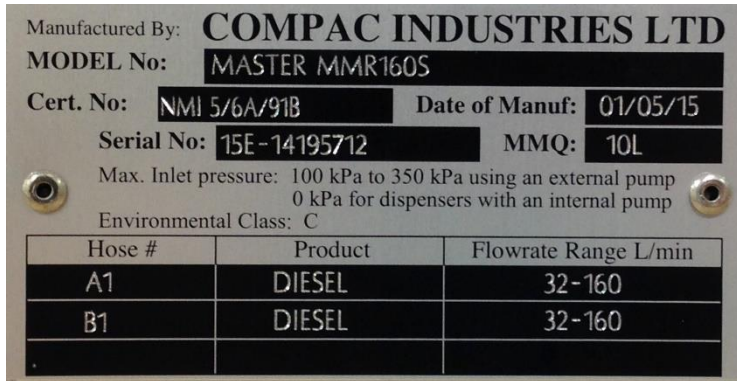 Manufactured By: COMPAC INDUSTRIES LTD
MODEL No: MASTER MMR160S
Cert. No: NMI 5/6A/91B Date of Manuf: 01/05/15
Serial No: 15E-14195712 MMQ: 10L
Max. Inlet pressure: 100 kPa to 350 kPa using an external pump
0 kPa for dispensers with an internal pump
Environmental Class: C
Hose # Product Flowrate Range L/min
A1 DIESEL 32-160
B1 DIESEL 32-160